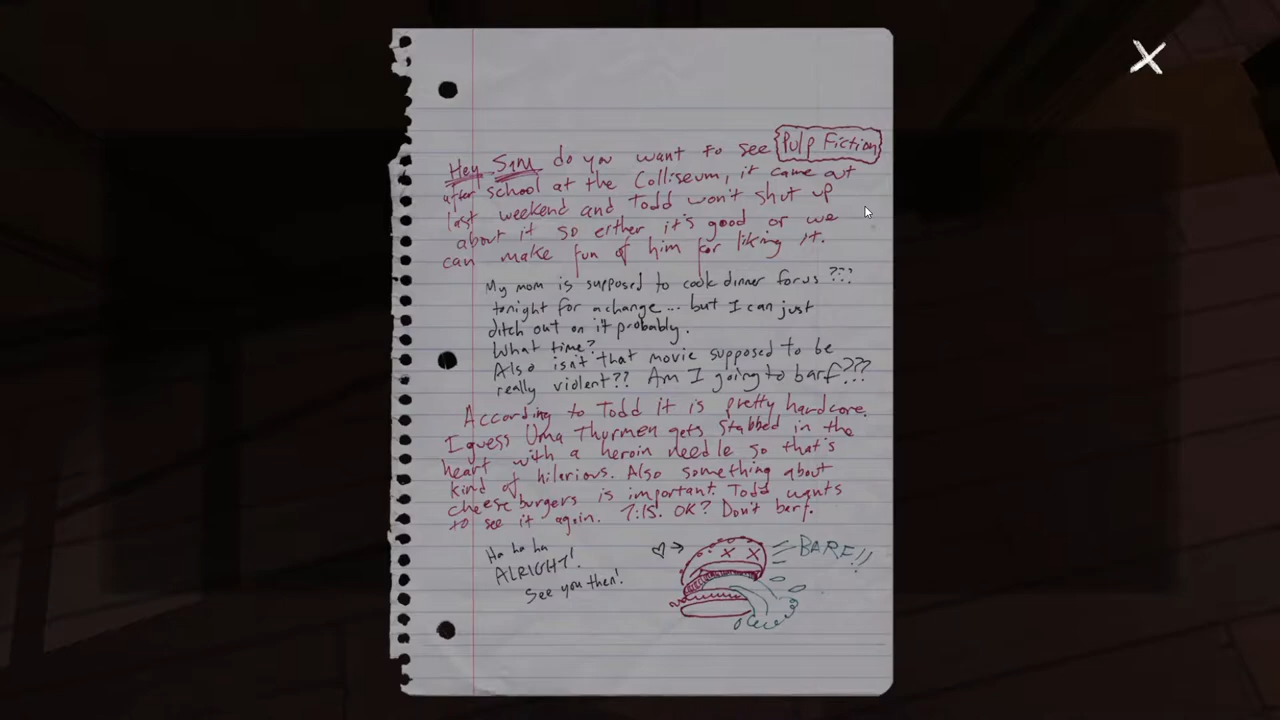 Hey Sam do you want to see Pulp Fiction
after school at the Colliseum, it came out
last weekend and Todd won't shut up
about it so either it's good or we
can make fun of him for liking it.
My mom is supposed to cook dinner for us ???
tonight for a change... but I can just
ditch out on it probably.
What time?
Also isn't that movie supposed to be
really violent?? Am I going to barf???
According to Todd it is pretty hardcore.
I guess Uma Thurmen gets stabbed in the
heart with a heroin needle so that's
kind of hilarious. Also something about
cheeseburgers is important. Todd wants
to see it again. 7:15. OK? Don't barf.
Ha ha ha
ALRIGHT!
See you then!
BARF!!